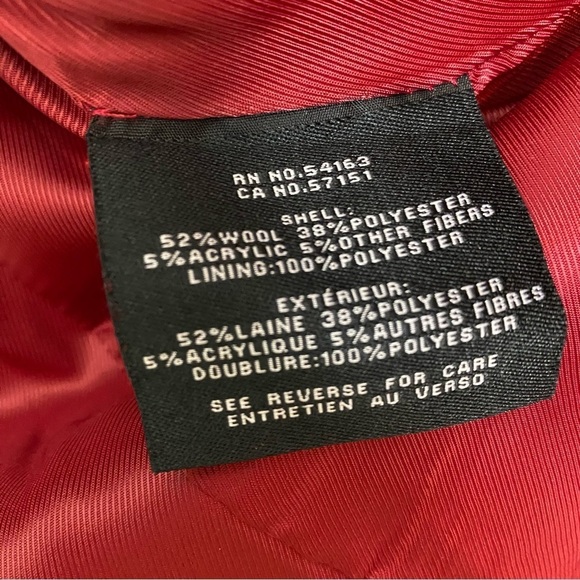 RN NO.54163
CA NO.57151
SHELL:
52%WOOL 38%POLYESTER
5%ACRYLIC 5%OTHER FIBERS
LINING:100%POLYESTER
EXTÉRIEUR:
52%LAINE 38%POLYESTER
5%ACRYLIQUE 5%AUTRES FIBRES
DOUBLURE:100%POLYESTER
SEE REVERSE FOR CARE
ENTRETIEN AU VERSO